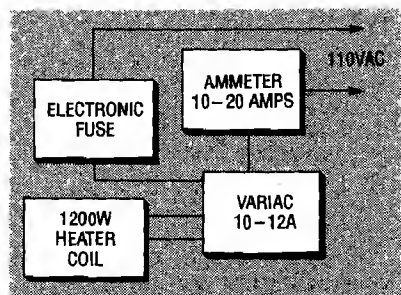 110VAC
AMMETER
10–20 AMPS
ELECTRONIC
FUSE
VARIAC
10–12A
1200W
HEATER
COIL